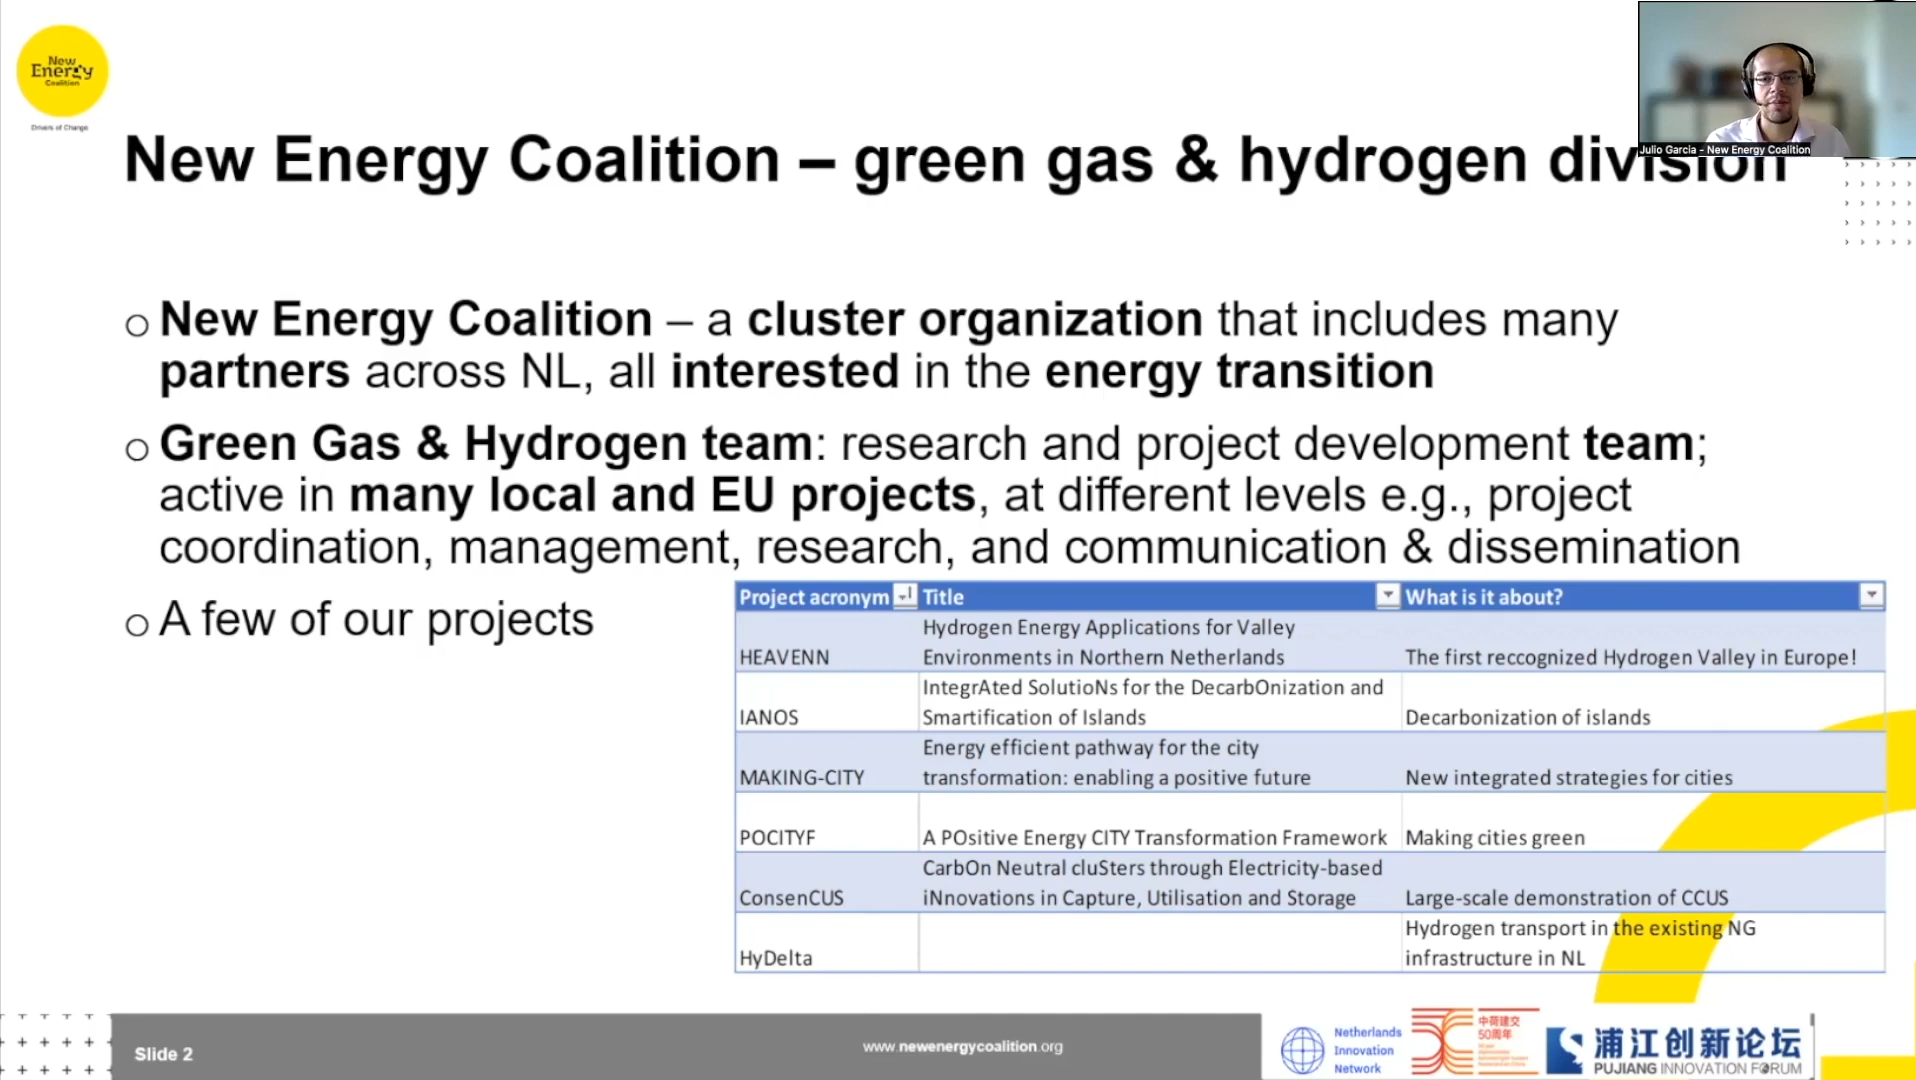 New
Energy
Coalition
Drivers of Change
Julio Garcia - New Energy Coalition
New Energy Coalition – green gas & hydrogen division
o New Energy Coalition – a cluster organization that includes many
partners across NL, all interested in the energy transition
o Green Gas & Hydrogen team: research and project development team;
active in many local and EU projects, at different levels e.g., project
coordination, management, research, and communication & dissemination
o A few of our projects
Project acronym Title What is it about?
Hydrogen Energy Applications for Valley
HEAVENN Environments in Northern Netherlands The first reccognized Hydrogen Valley in Europe!
IntegrAted SolutioNs for the DecarbOnization and
IANOS Smartification of Islands Decarbonization of islands
Energy efficient pathway for the city
MAKING-CITY transformation: enabling a positive future New integrated strategies for cities
POCITYF A POsitive Energy CITY Transformation Framework Making cities green
CarbOn Neutral cluSters through Electricity-based
ConsenCUS iNnovations in Capture, Utilisation and Storage Large-scale demonstration of CCUS
Hydrogen transport in the existing NG
HyDelta infrastructure in NL
Slide 2
www.newenergycoalition.org
Netherlands
Innovation
Network
中荷建交
50周年
浦江创新论坛
PUJIANG INNOVATION FORUM